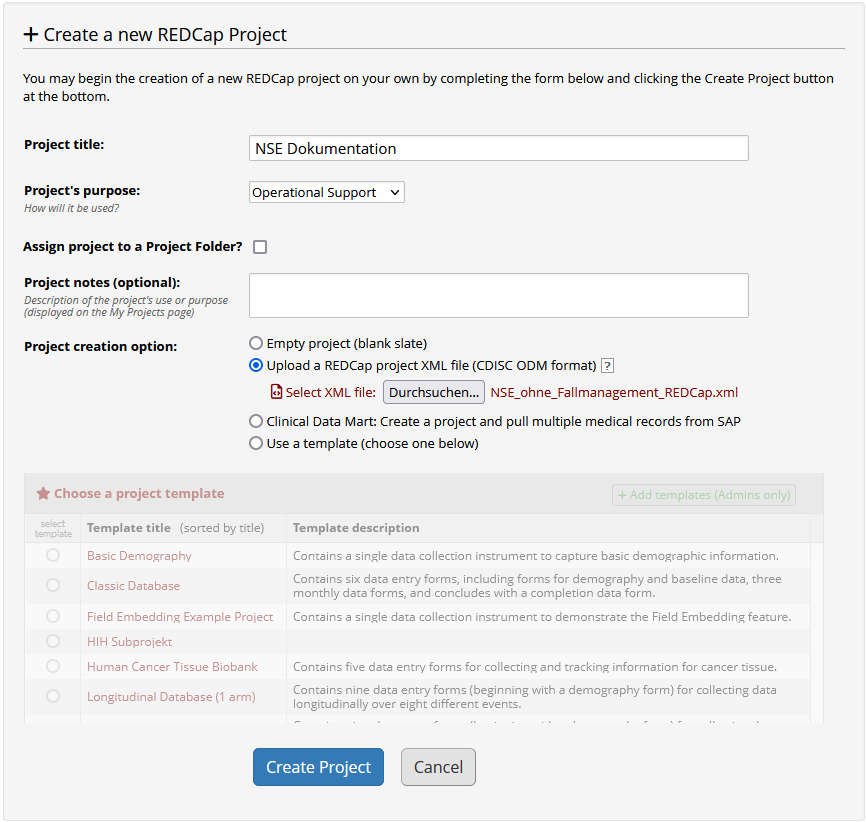 + Create a new REDCap Project
You may begin the creation of a new REDCap project on your own by completing the form below and clicking the Create Project button
at the bottom.
Project title:
NSE Dokumentation
Project's purpose:
How will it be used?
Operational Support
Assign project to a Project Folder?
Project notes (optional):
Description of the project's use or purpose
(displayed on the My Projects page)
Project creation option:
Empty project (blank slate)
Upload a REDCap project XML file (CDISC ODM format) ?
Select XML file: Durchsuchen... NSE_ohne_Fallmanagement_REDCap.xml
Clinical Data Mart: Create a project and pull multiple medical records from SAP
Use a template (choose one below)
Choose a project template
+ Add templates (Admins only)
select
template
Template title (sorted by title)
Template description
Basic Demography
Contains a single data collection instrument to capture basic demographic information.
Classic Database
Contains six data entry forms, including forms for demography and baseline data, three
monthly data forms, and concludes with a completion data form.
Field Embedding Example Project
Contains a single data collection instrument to demonstrate the Field Embedding feature.
HIH Subprojekt
Human Cancer Tissue Biobank
Contains five data entry forms for collecting and tracking information for cancer tissue.
Longitudinal Database (1 arm)
Contains nine data entry forms (beginning with a demography form) for collecting data
longitudinally over eight different events.
Create Project
Cancel